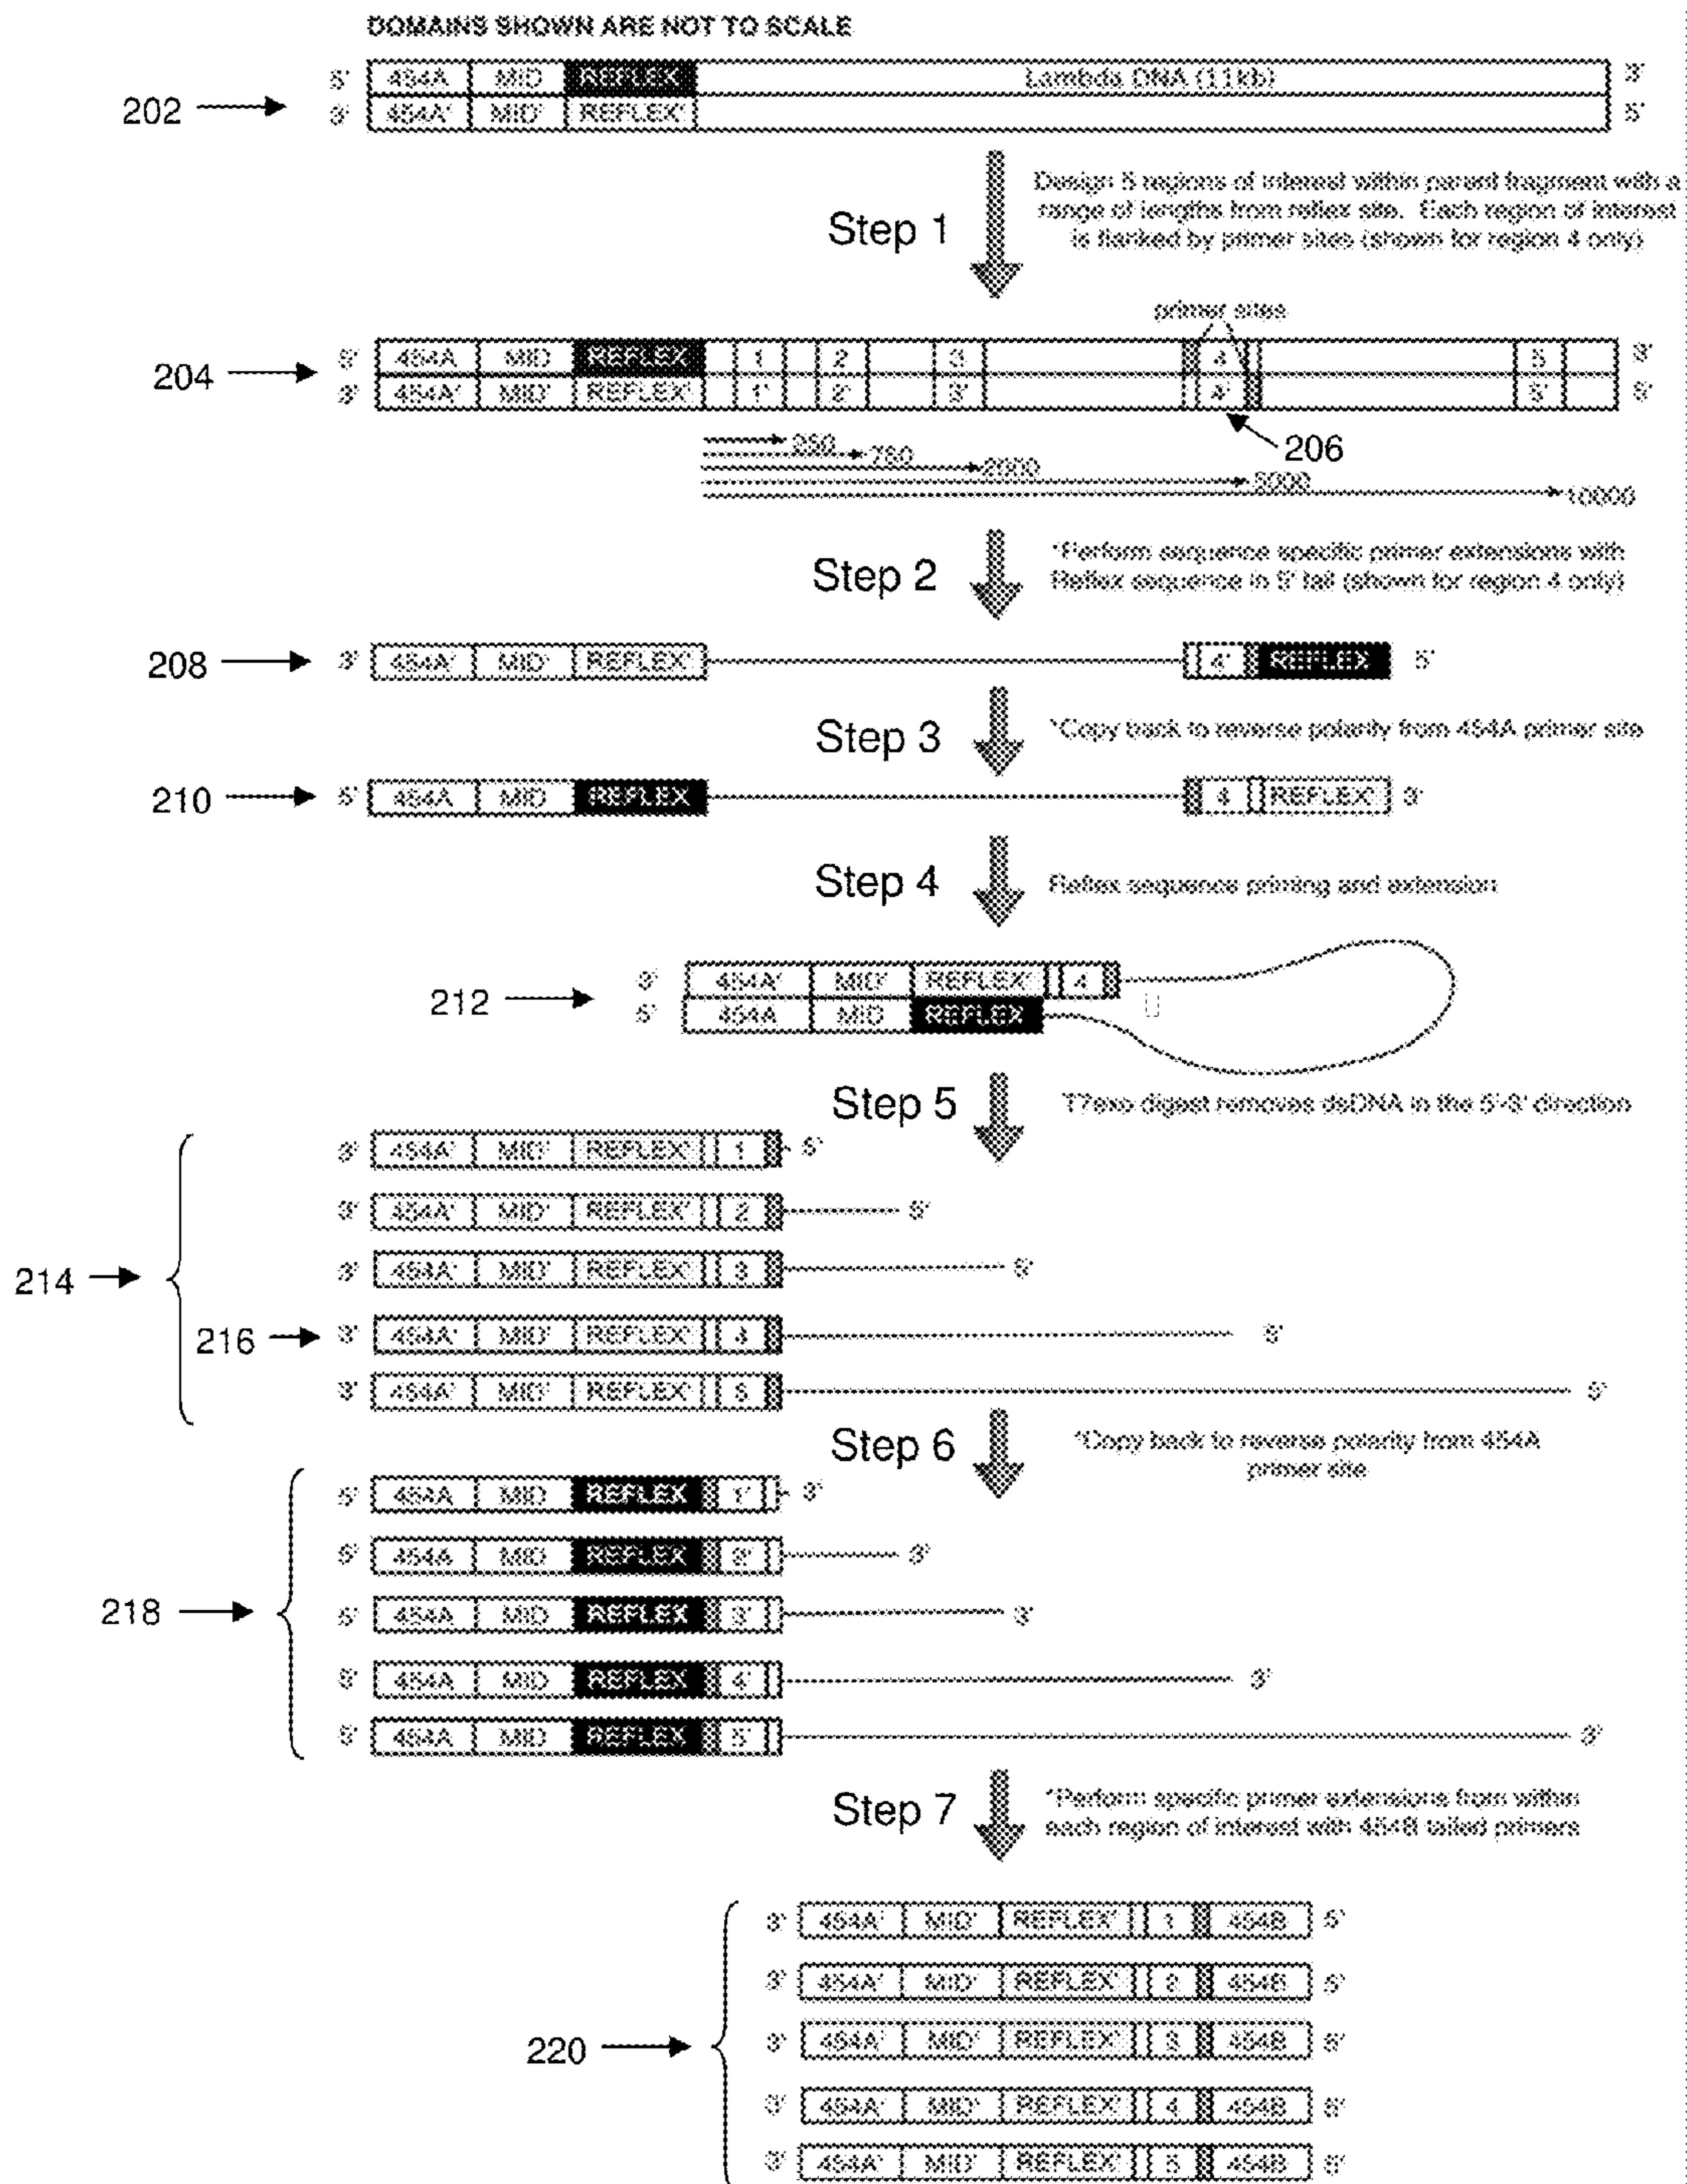 DOMAINS SHOWN ARE NOT TO SCALE
5' 454A MID REFLEX Lambda DNA (11kb) 3'
202
3' 454A' MID' REFLEX' 5'
Step 1
Design 5 regions of interest within parent fragment with a
range of lengths from reflex site. Each region of interest
is flanked by primer sites (shown for region 4 only)
primer sites
5' 454A MID REFLEX 1 2 3 4 5 3'
204
3' 454A' MID' REFLEX' 1' 2' 3' 4' 5' 5'
206
250
750
2000
5000
10000
Step 2
*Perform sequence specific primer extensions with
Reflex sequence in 5' tail (shown for region 4 only)
208 3' 454A' MID' REFLEX' 4' REFLEX 5'
Step 3
*Copy back to reverse polarity from 454A primer site
210 5' 454A MID REFLEX 4 REFLEX' 3'
Step 4
Reflex sequence priming and extension
3' 454A' MID' REFLEX' 4
212
5' 454A MID REFLEX
Step 5
T7exo digest removes dsDNA in the 5'-3' direction
214
3' 454A' MID' REFLEX' 1 5'
3' 454A' MID' REFLEX' 2 5'
3' 454A' MID' REFLEX' 3 5'
216 3' 454A' MID' REFLEX' 4 5'
3' 454A' MID' REFLEX' 5 5'
Step 6
*Copy back to reverse polarity from 454A
primer site
218
5' 454A MID REFLEX 1' 3'
5' 454A MID REFLEX 2' 3'
5' 454A MID REFLEX 3' 3'
5' 454A MID REFLEX 4' 3'
5' 454A MID REFLEX 5' 3'
Step 7
*Perform specific primer extensions from within
each region of interest with 454B tailed primers
220
3' 454A' MID' REFLEX' 1 454B 5'
3' 454A' MID' REFLEX' 2 454B 5'
3' 454A' MID' REFLEX' 3 454B 5'
3' 454A' MID' REFLEX' 4 454B 5'
3' 454A' MID' REFLEX' 5 454B 5'